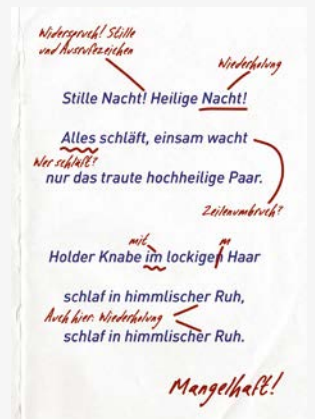 Widerspruch! Stille
und Ausrufezeichen
Wiederholung
Stille Nacht! Heilige Nacht!
Alles schläft, einsam wacht
Wer schläft?
nur das traute hochheilige Paar.
Zeilenumbruch?
mit m
Holder Knabe im lockigen Haar
schlaf in himmlischer Ruh,
Auch hier: Wiederholung
schlaf in himmlischer Ruh.
Mangelhaft!